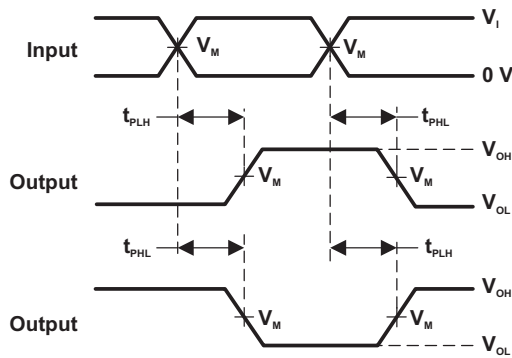 V_I
Input V_M V_M
0 V
t_PLH t_PHL
V_OH
Output V_M V_M
V_OL
t_PHL t_PLH
V_OH
Output V_M V_M
V_OL